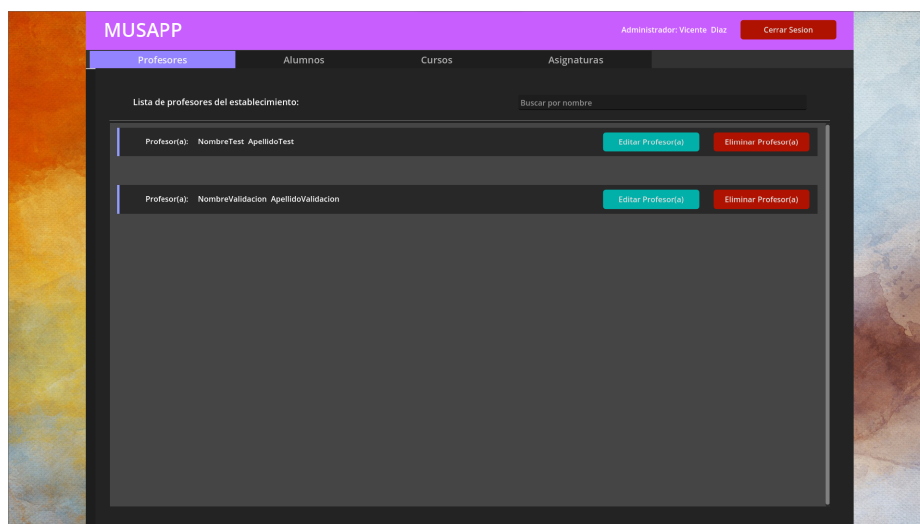 MUSAPP
Administrador: Vicente Diaz
Cerrar Sesion
Profesores
Alumnos
Cursos
Asignaturas
Lista de profesores del establecimiento:
Buscar por nombre
Profesor(a): NombreTest ApellidoTest
Editar Profesor(a)
Eliminar Profesor(a)
Profesor(a): NombreValidacion ApellidoValidacion
Editar Profesor(a)
Eliminar Profesor(a)